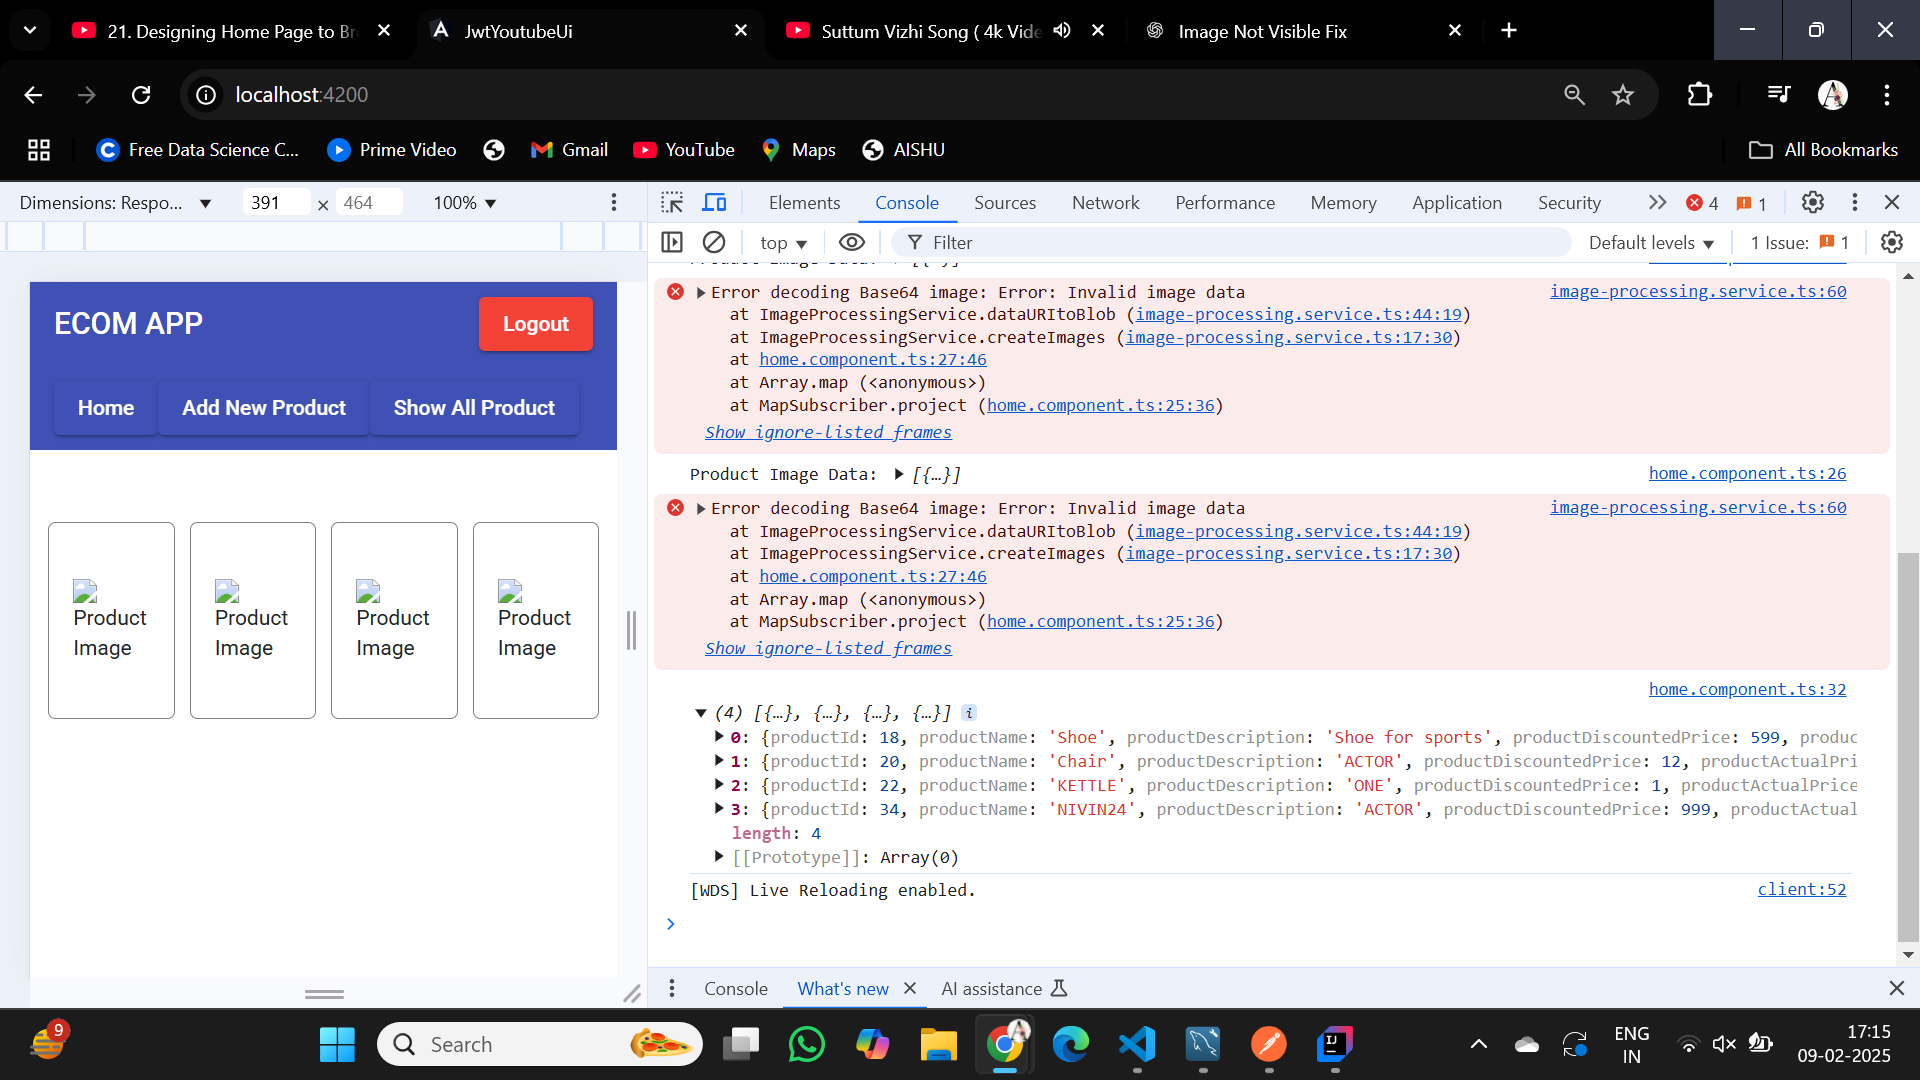 21. Designing Home Page to Br
JwtYoutubeUi
Suttum Vizhi Song ( 4k Vide
Image Not Visible Fix
localhost:4200
Free Data Science C...
Prime Video
Gmail
YouTube
Maps
AISHU
All Bookmarks
Dimensions: Respo...
391
×
464
100%
Elements
Console
Sources
Network
Performance
Memory
Application
Security
4
1
top
Filter
Default levels
1 Issue:
1
ECOM APP
Logout
Home
Add New Product
Show All Product
Product Image
Product Image
Product Image
Product Image
Error decoding Base64 image: Error: Invalid image data
image-processing.service.ts:60
at ImageProcessingService.dataURItoBlob (image-processing.service.ts:44:19)
at ImageProcessingService.createImages (image-processing.service.ts:17:30)
at home.component.ts:27:46
at Array.map (<anonymous>)
at MapSubscriber.project (home.component.ts:25:36)
Show ignore-listed frames
Product Image Data: [{…}]
home.component.ts:26
Error decoding Base64 image: Error: Invalid image data
image-processing.service.ts:60
at ImageProcessingService.dataURItoBlob (image-processing.service.ts:44:19)
at ImageProcessingService.createImages (image-processing.service.ts:17:30)
at home.component.ts:27:46
at Array.map (<anonymous>)
at MapSubscriber.project (home.component.ts:25:36)
Show ignore-listed frames
home.component.ts:32
(4) [{…}, {…}, {…}, {…}] i
0: {productId: 18, productName: 'Shoe', productDescription: 'Shoe for sports', productDiscountedPrice: 599, produc
1: {productId: 20, productName: 'Chair', productDescription: 'ACTOR', productDiscountedPrice: 12, productActualPri
2: {productId: 22, productName: 'KETTLE', productDescription: 'ONE', productDiscountedPrice: 1, productActualPrice
3: {productId: 34, productName: 'NIVIN24', productDescription: 'ACTOR', productDiscountedPrice: 999, productActual
length: 4
[[Prototype]]: Array(0)
[WDS] Live Reloading enabled.
client:52
Console
What's new
AI assistance
9
Search
ENG
IN
17:15
09-02-2025